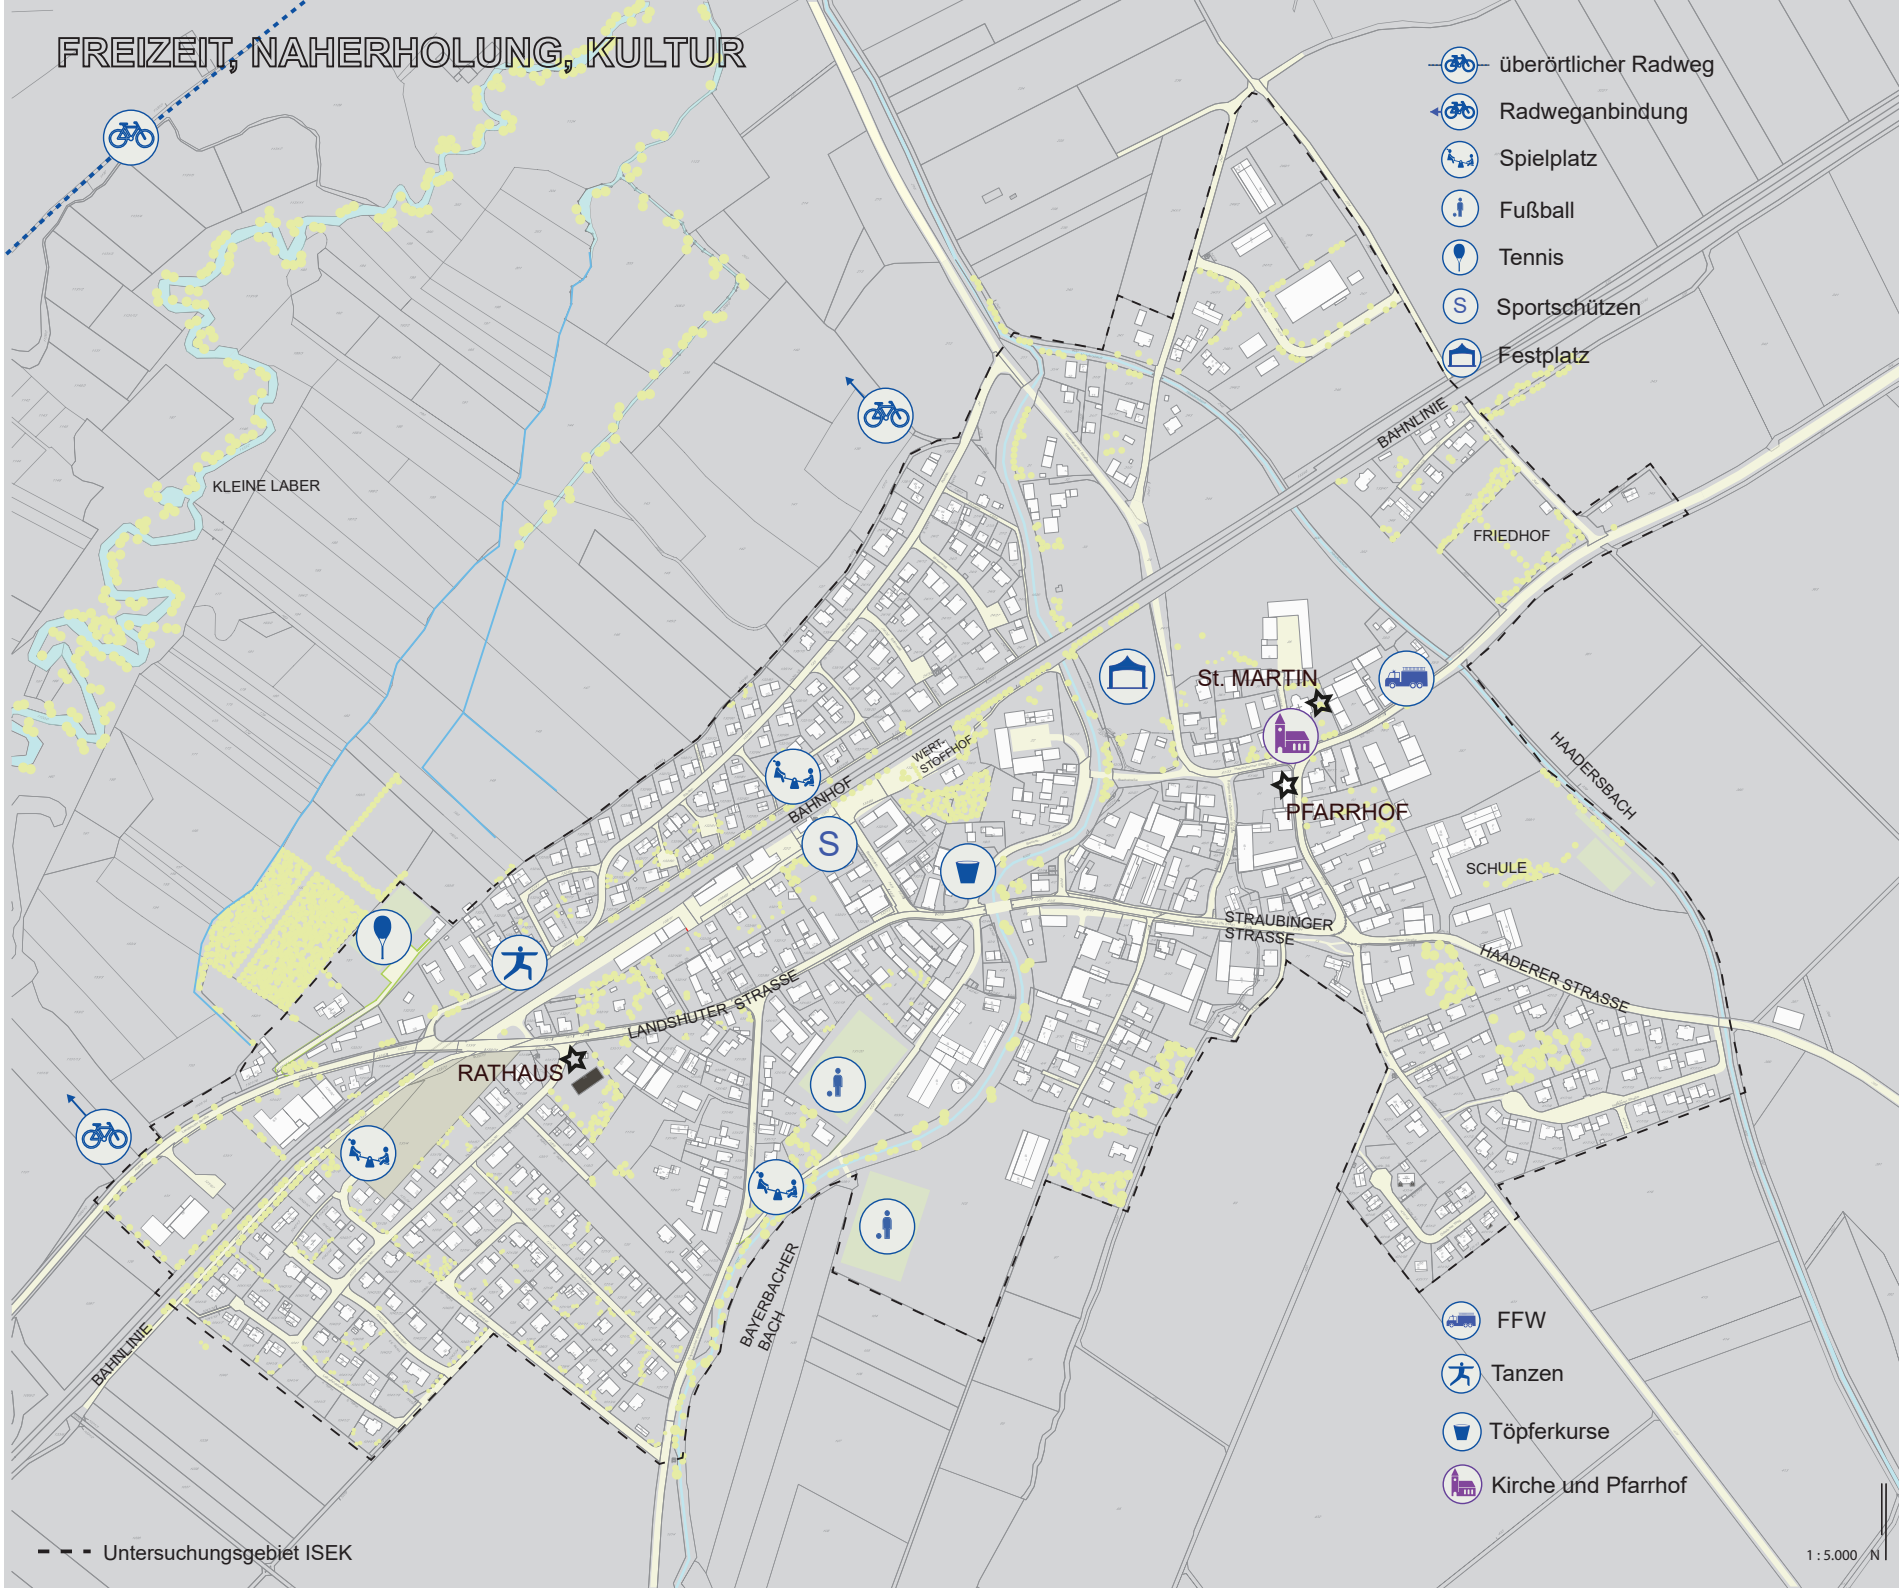 FREIZEIT, NAHERHOLUNG, KULTUR
überörtlicher Radweg
Radweganbindung
Spielplatz
Fußball
Tennis
S
Sportschützen
Festplatz
BAHNLINIE
KLEINE LABER
FRIEDHOF
St. MARTIN
WERT-
STOFFHOF
HAADERSBACH
BAHNHOF
PFARRHOF
S
SCHULE
STRAUBINGER
STRASSE
HAADERER STRASSE
LANDSHUTER STRASSE
RATHAUS
BAYERBACHER
BACH
BAHNLINIE
FFW
Tanzen
Töpferkurse
Kirche und Pfarrhof
Untersuchungsgebiet ISEK
1 : 5.000 N